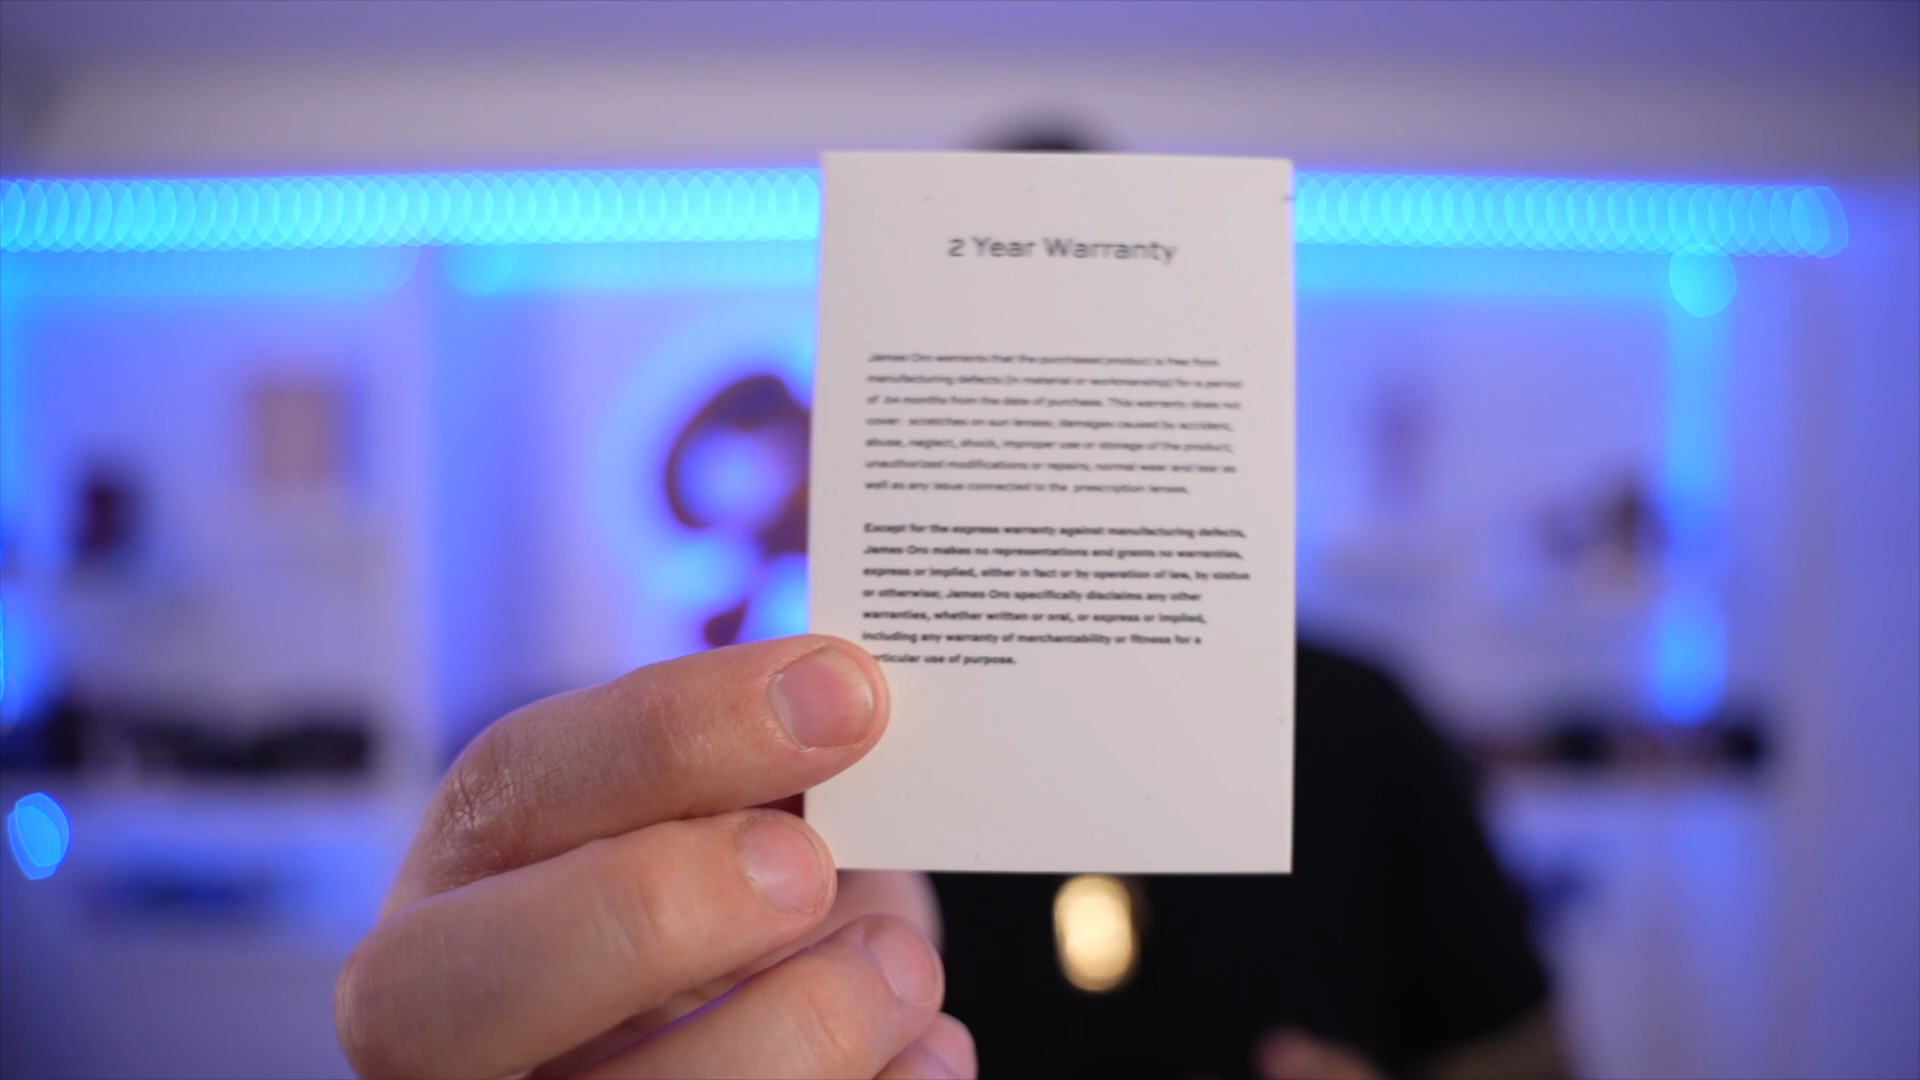 2 Year Warranty
James Oro warrants that the purchased product is free from
manufacturing defects (in material or workmanship) for a period
of 24 months from the date of purchase. This warranty does not
cover: scratches on sun lenses, damages caused by accident,
abuse, neglect, shock, improper use or storage of the product,
unauthorized modifications or repairs, normal wear and tear as
well as any issue connected to the prescription lenses.
Except for the express warranty against manufacturing defects,
James Oro makes no representations and grants no warranties,
express or implied, either in fact or by operation of law, by statue
or otherwise; James Oro specifically disclaims any other
warranties, whether written or oral, or express or implied,
including any warranty of merchantability or fitness for a
particular use of purpose.